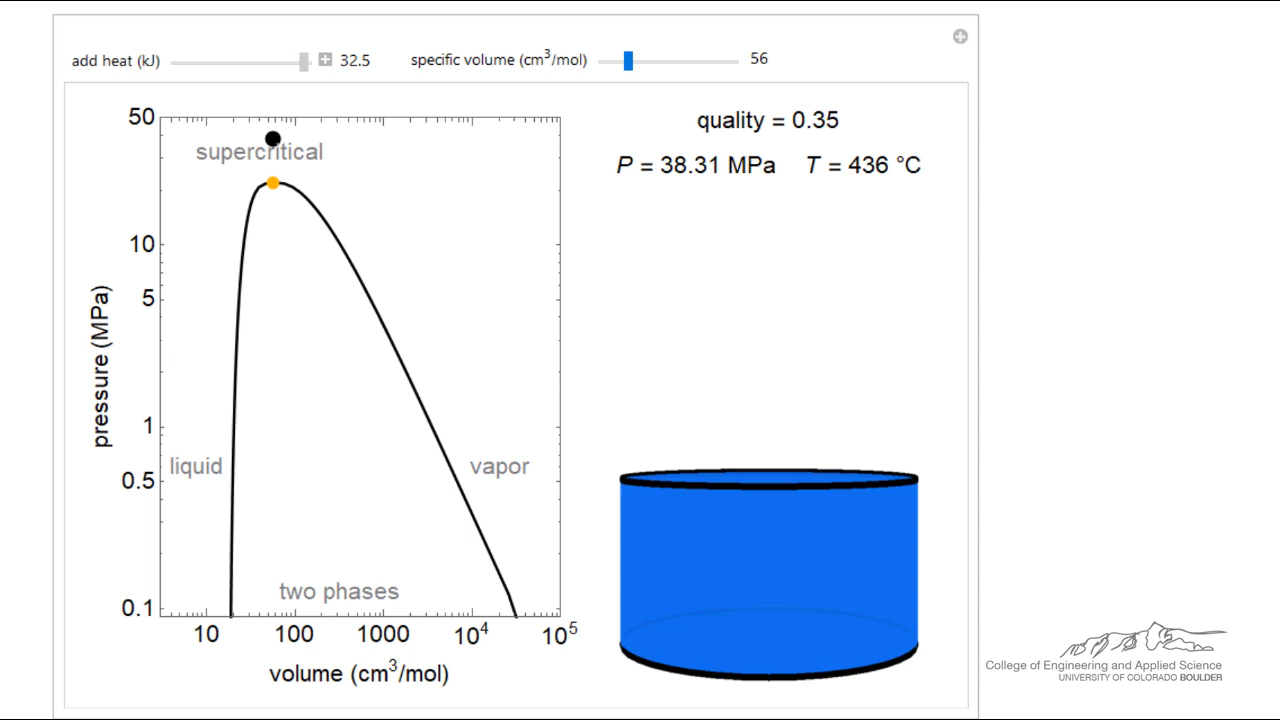 add heat (kJ) 32.5 specific volume (cm³/mol) 56
quality = 0.35
P = 38.31 MPa T = 436 °C
50
supercritical
10
5
pressure (MPa)
1
liquid
vapor
0.5
two phases
0.1
10 100 1000 10⁴ 10⁵
volume (cm³/mol)
College of Engineering and Applied Science
UNIVERSITY OF COLORADO BOULDER